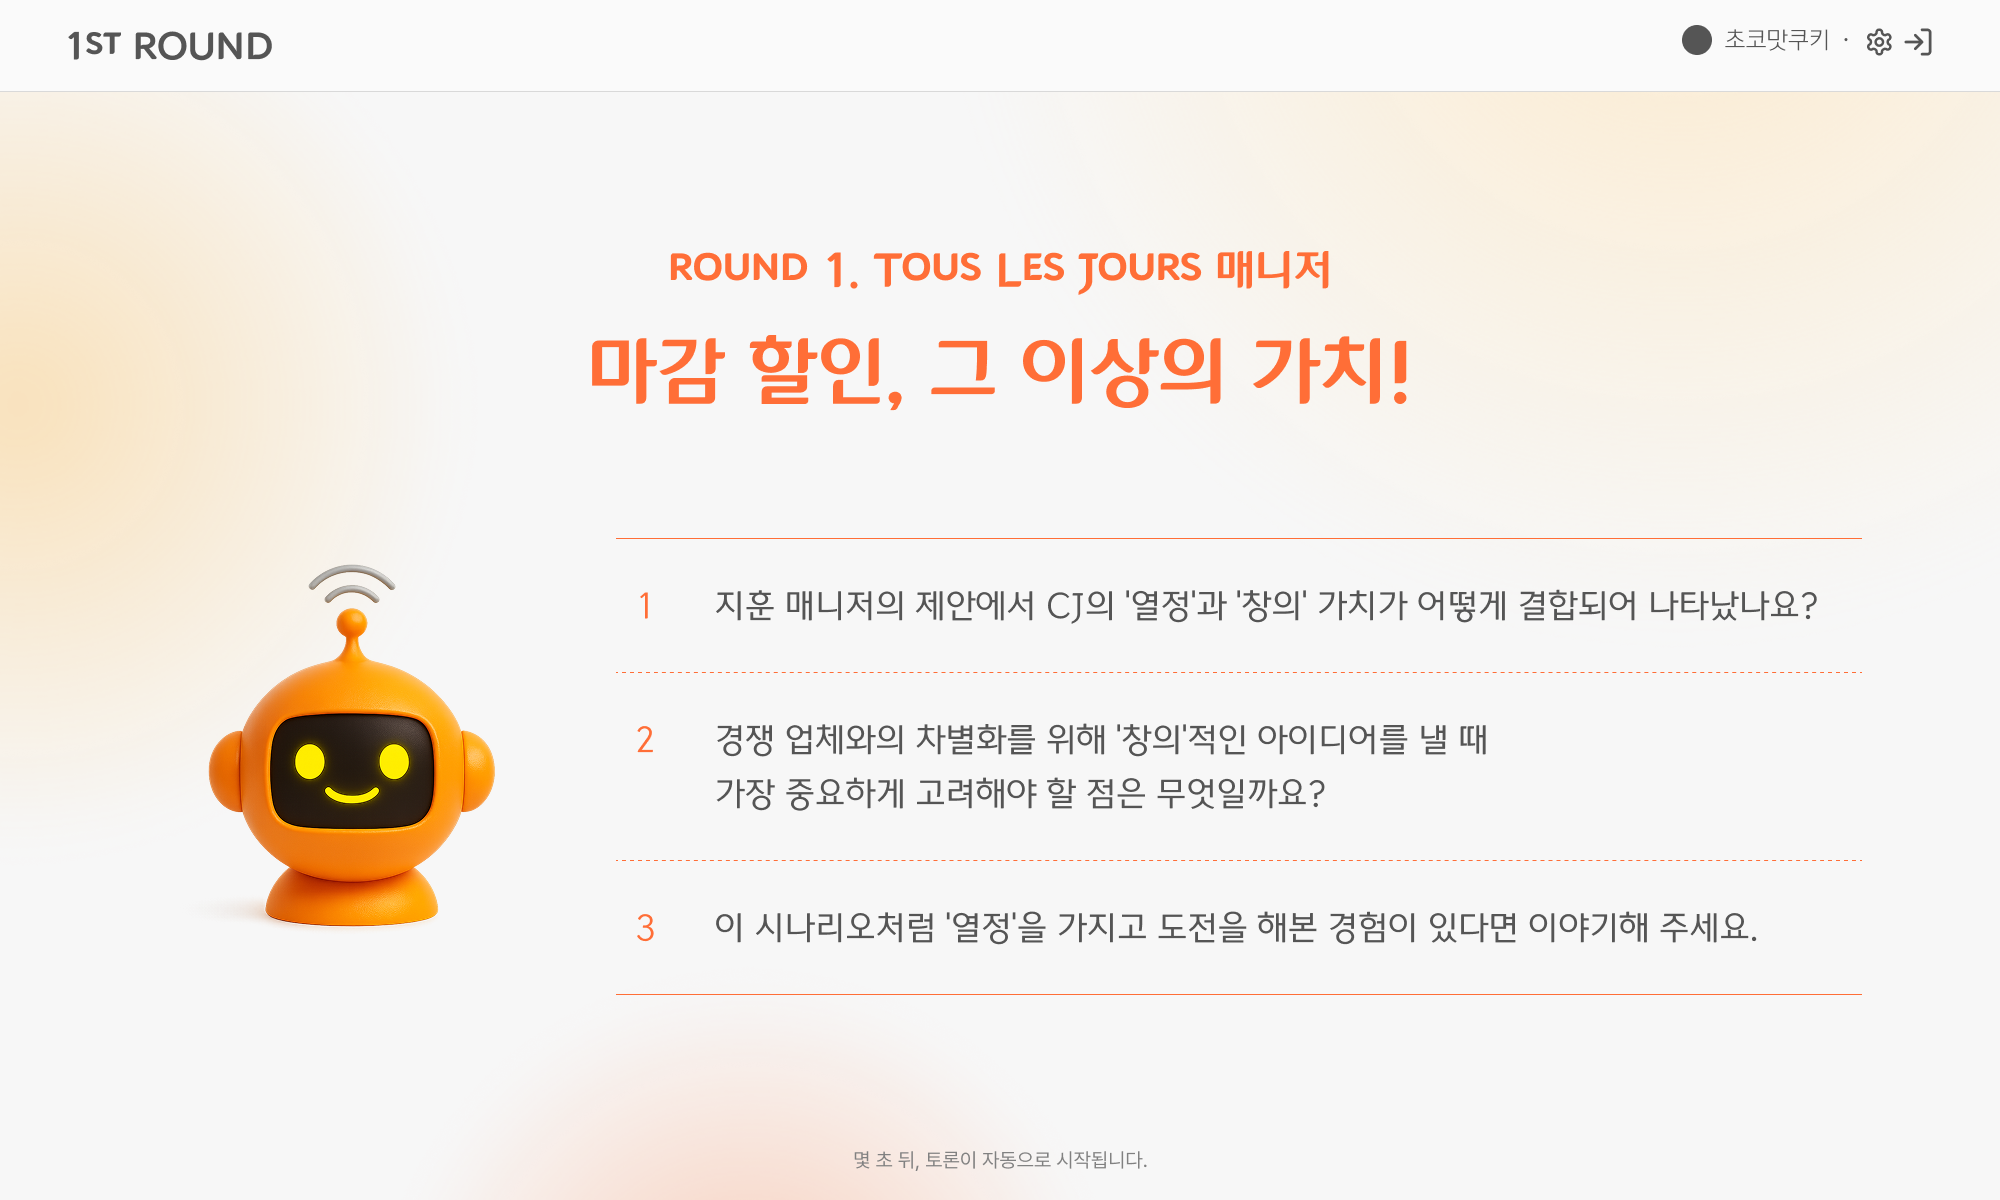 1ST ROUND
초코맛쿠키 ·
ROUND 1. TOUS LES JOURS 매니저
마감 할인, 그 이상의 가치!
1 지훈 매니저의 제안에서 CJ의 '열정'과 '창의' 가치가 어떻게 결합되어 나타났나요?
2 경쟁 업체와의 차별화를 위해 '창의'적인 아이디어를 낼 때
가장 중요하게 고려해야 할 점은 무엇일까요?
3 이 시나리오처럼 '열정'을 가지고 도전을 해본 경험이 있다면 이야기해 주세요.
몇 초 뒤, 토론이 자동으로 시작됩니다.